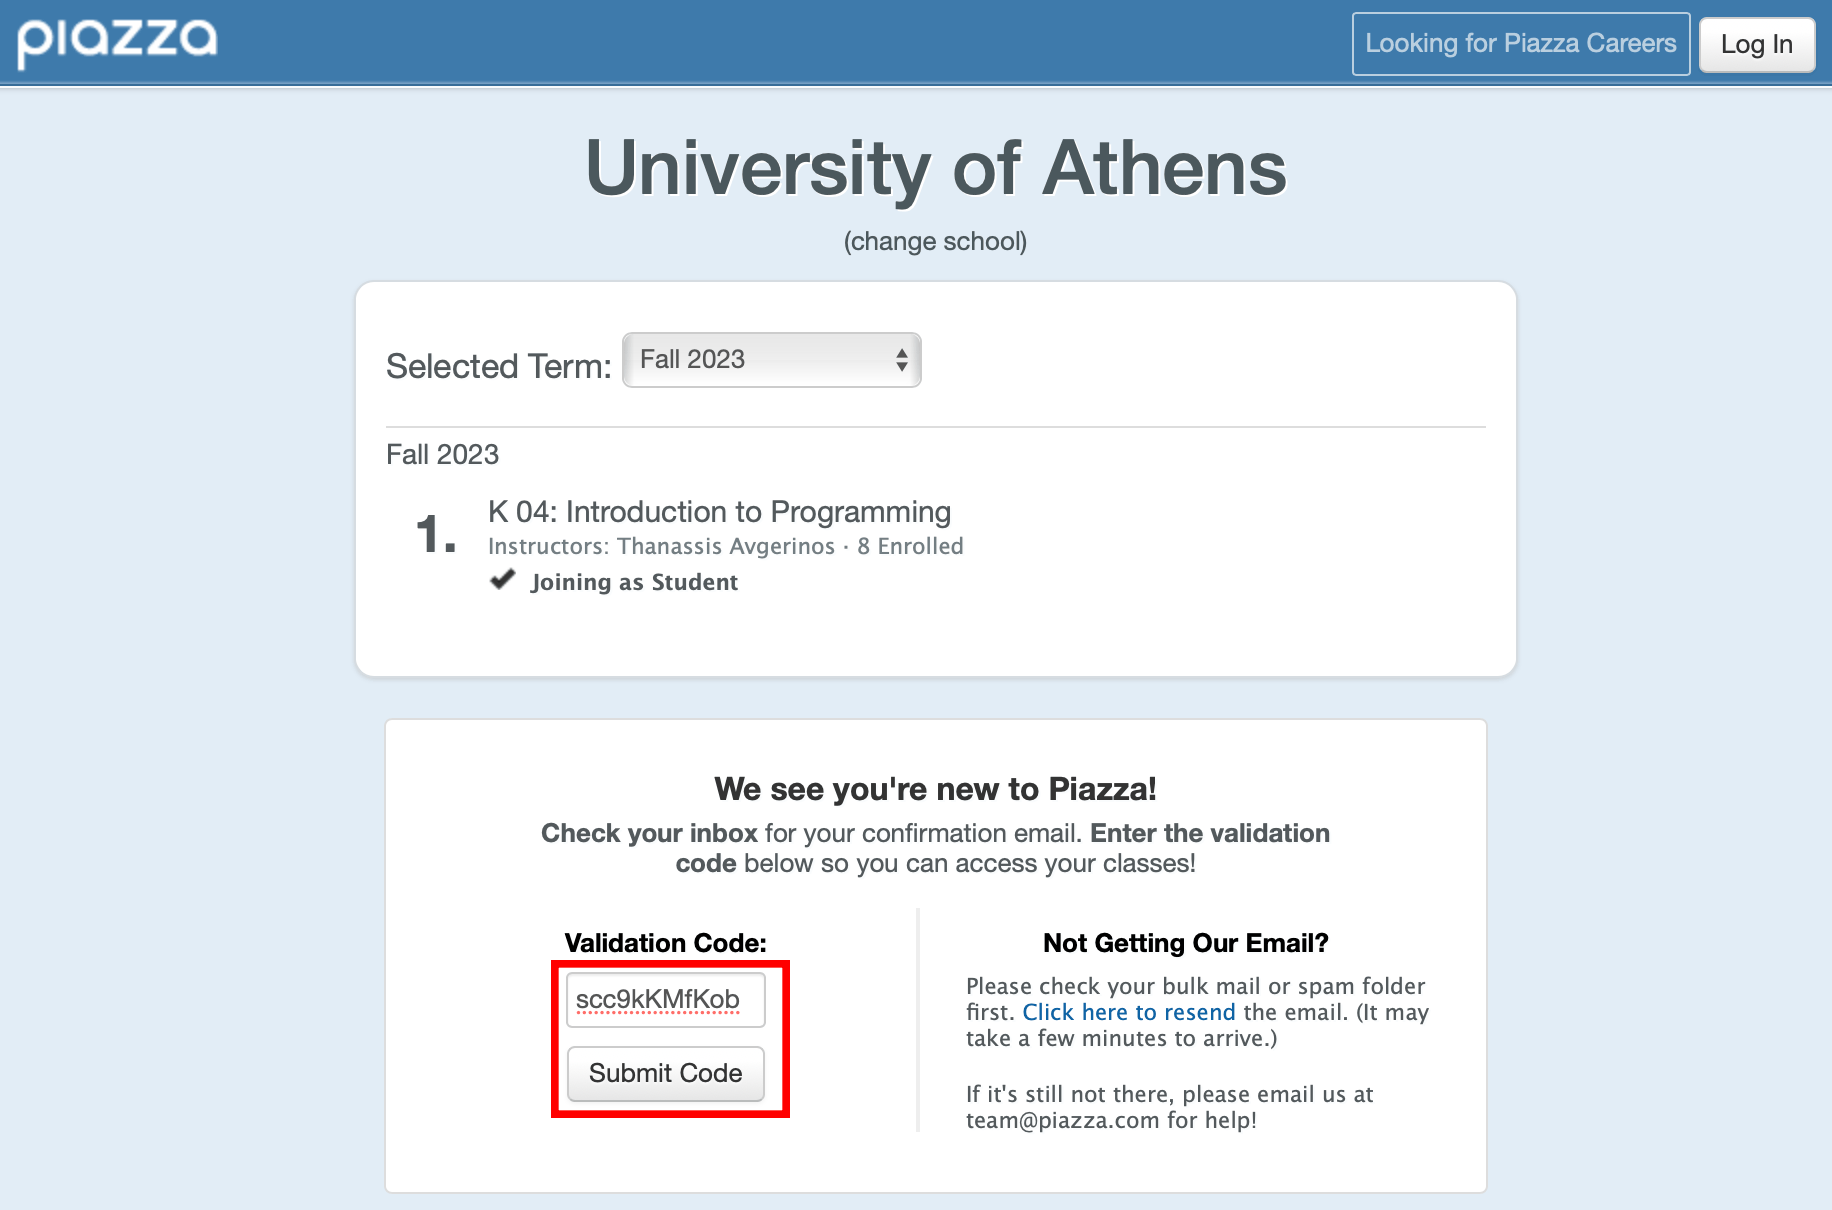 piazza
Looking for Piazza Careers
Log In
University of Athens
(change school)
Selected Term:
Fall 2023
Fall 2023
1.
K 04: Introduction to Programming
Instructors: Thanassis Avgerinos · 8 Enrolled
Joining as Student
We see you're new to Piazza!
Check your inbox for your confirmation email. Enter the validation
code below so you can access your classes!
Validation Code:
scc9kKMfKob
Submit Code
Not Getting Our Email?
Please check your bulk mail or spam folder
first. Click here to resend the email. (It may
take a few minutes to arrive.)
If it's still not there, please email us at
team@piazza.com for help!